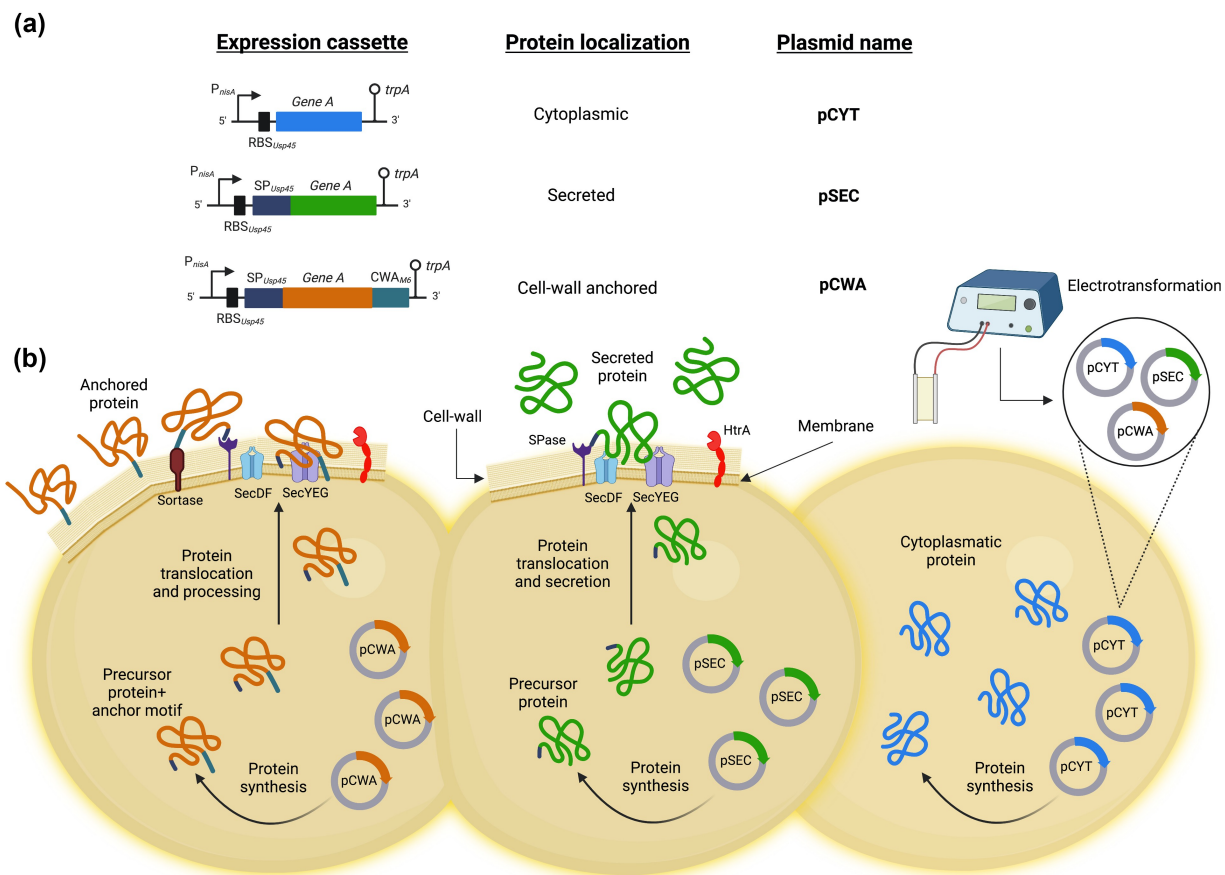 (a)
Expression cassette
Protein localization
Plasmid name
PnisA
Gene A
trpA
5'
3'
RBSUsp45
Cytoplasmic
pCYT
PnisA
SPUsp45
Gene A
trpA
5'
3'
RBSUsp45
Secreted
pSEC
PnisA
SPUsp45
Gene A
CWAM6
trpA
5'
3'
RBSUsp45
Cell-wall anchored
pCWA
Electrotransformation
pCYT
pSEC
pCWA
(b)
Anchored
protein
Sortase
SecDF
SecYEG
Protein
translocation
and processing
pCWA
Precursor
protein+
anchor motif
pCWA
pCWA
Protein
synthesis
Cell-wall
Secreted
protein
SPase
HtrA
Membrane
SecDF
SecYEG
Protein
translocation
and secretion
pSEC
Precursor
protein
pSEC
pSEC
Protein
synthesis
Cytoplasmatic
protein
pCYT
pCYT
pCYT
Protein
synthesis